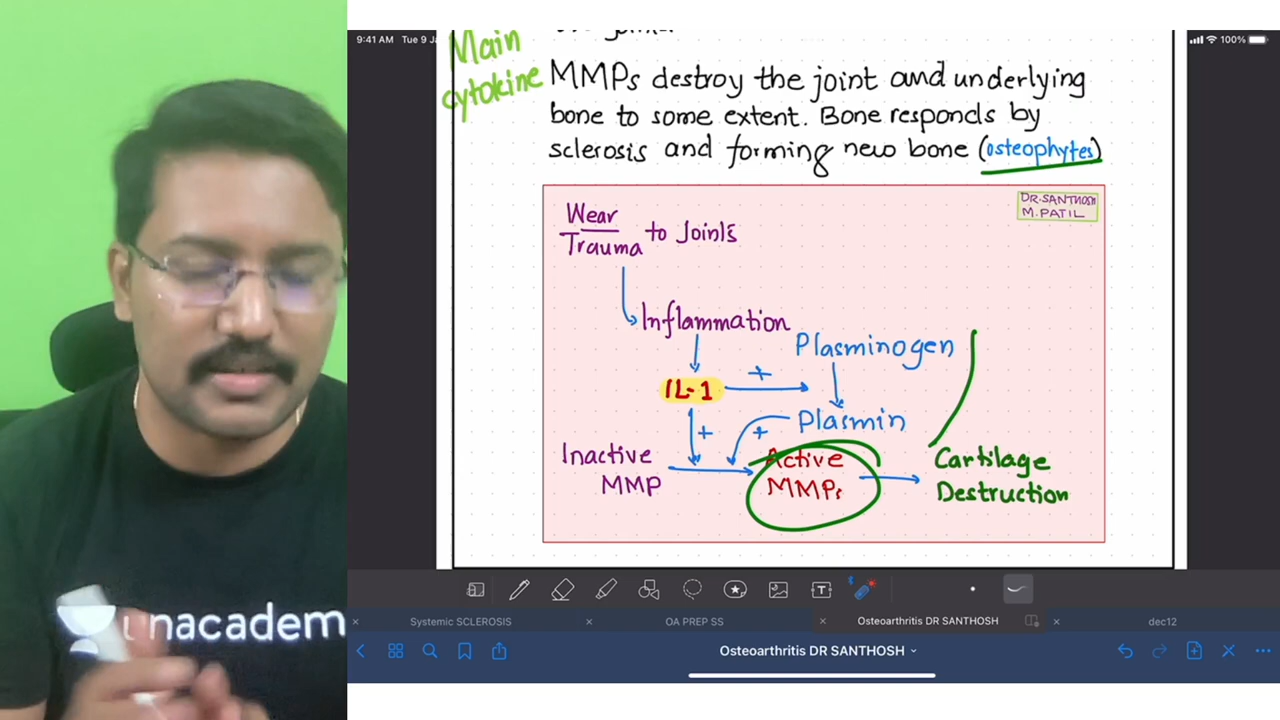 9:41 AM Tue 9 Ja
100%
Main
cytokine
MMPs destroy the joint and underlying
bone to some extent. Bone responds by
sclerosis and forming new bone (osteophytes)
DR.SANTHOSH
M.PATIL
Wear
Trauma to Joints
Inflammation
Plasminogen
IL-1 +
Plasmin
+ +
Inactive
MMP
Active
MMPs
Cartilage
Destruction
unacadem
Systemic SCLEROSIS
OA PREP SS
Osteoarthritis DR SANTHOSH
dec12
Osteoarthritis DR SANTHOSH